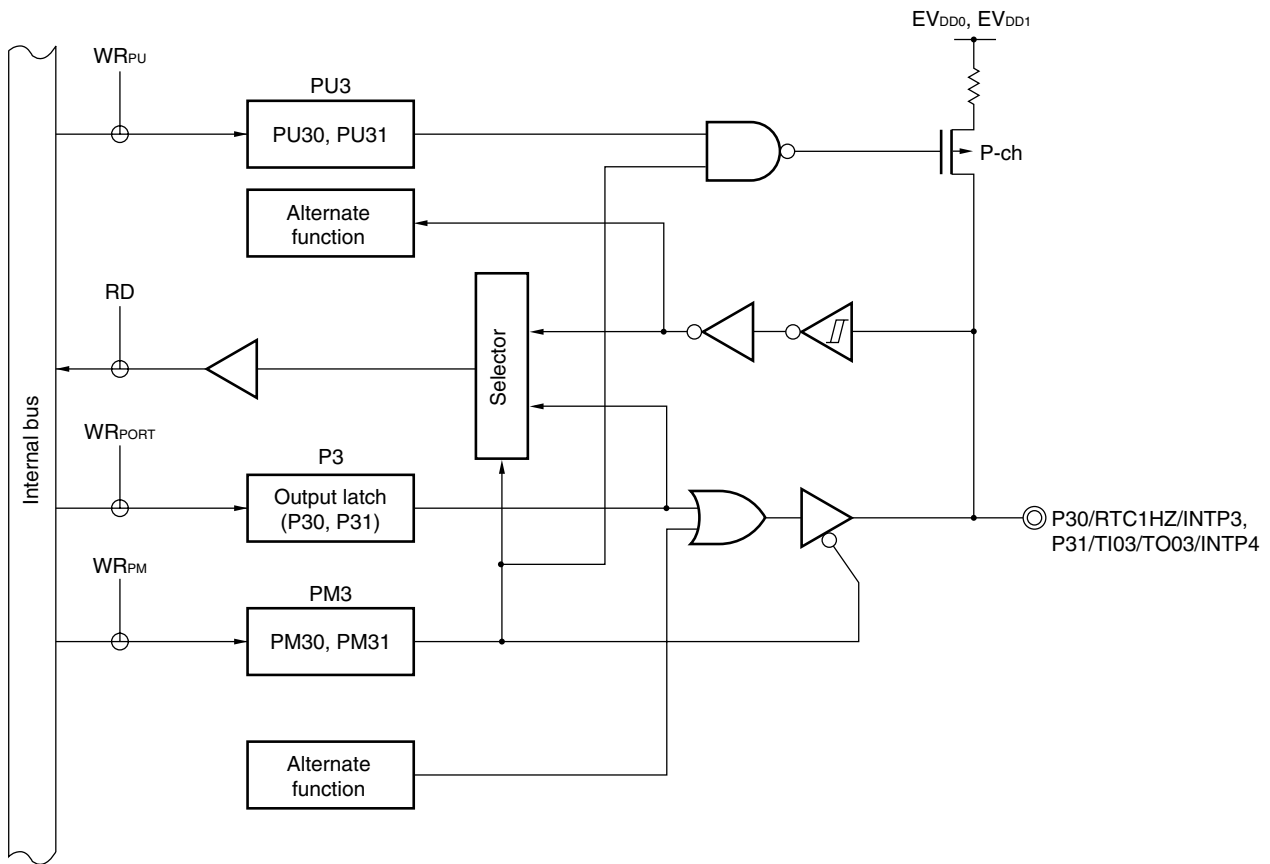 EVDD0, EVDD1
WRPU
PU3
PU30, PU31
P-ch
Alternate
function
RD
Selector
Internal bus
WRPORT
P3
Output latch
(P30, P31)
P30/RTC1HZ/INTP3,
P31/TI03/TO03/INTP4
WRPM
PM3
PM30, PM31
Alternate
function